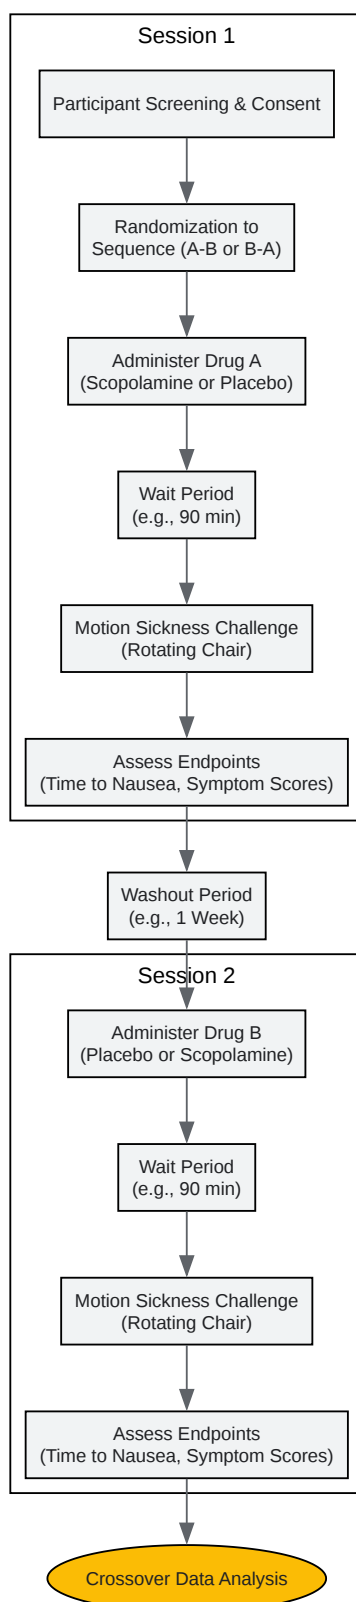 Session 1
Participant Screening & Consent
Randomization to
Sequence (A-B or B-A)
Administer Drug A
(Scopolamine or Placebo)
Wait Period
(e.g., 90 min)
Motion Sickness Challenge
(Rotating Chair)
Assess Endpoints
(Time to Nausea, Symptom Scores)
Washout Period
(e.g., 1 Week)
Session 2
Administer Drug B
(Placebo or Scopolamine)
Wait Period
(e.g., 90 min)
Motion Sickness Challenge
(Rotating Chair)
Assess Endpoints
(Time to Nausea, Symptom Scores)
Crossover Data Analysis